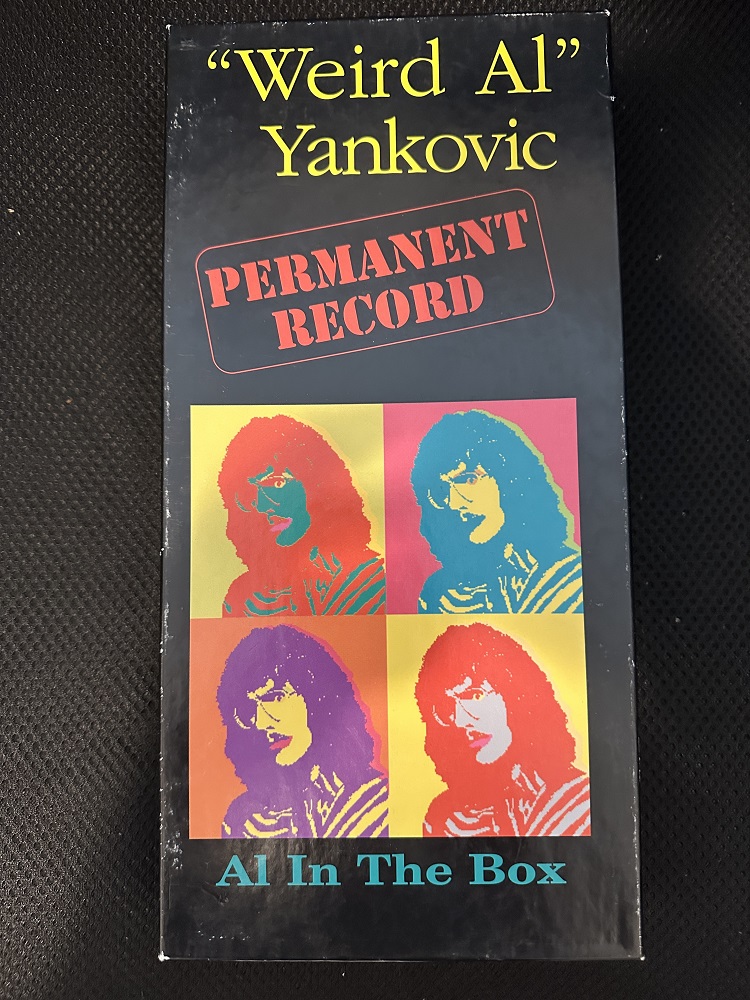 “Weird Al”
Yankovic
PERMANENT
RECORD
Al In The Box